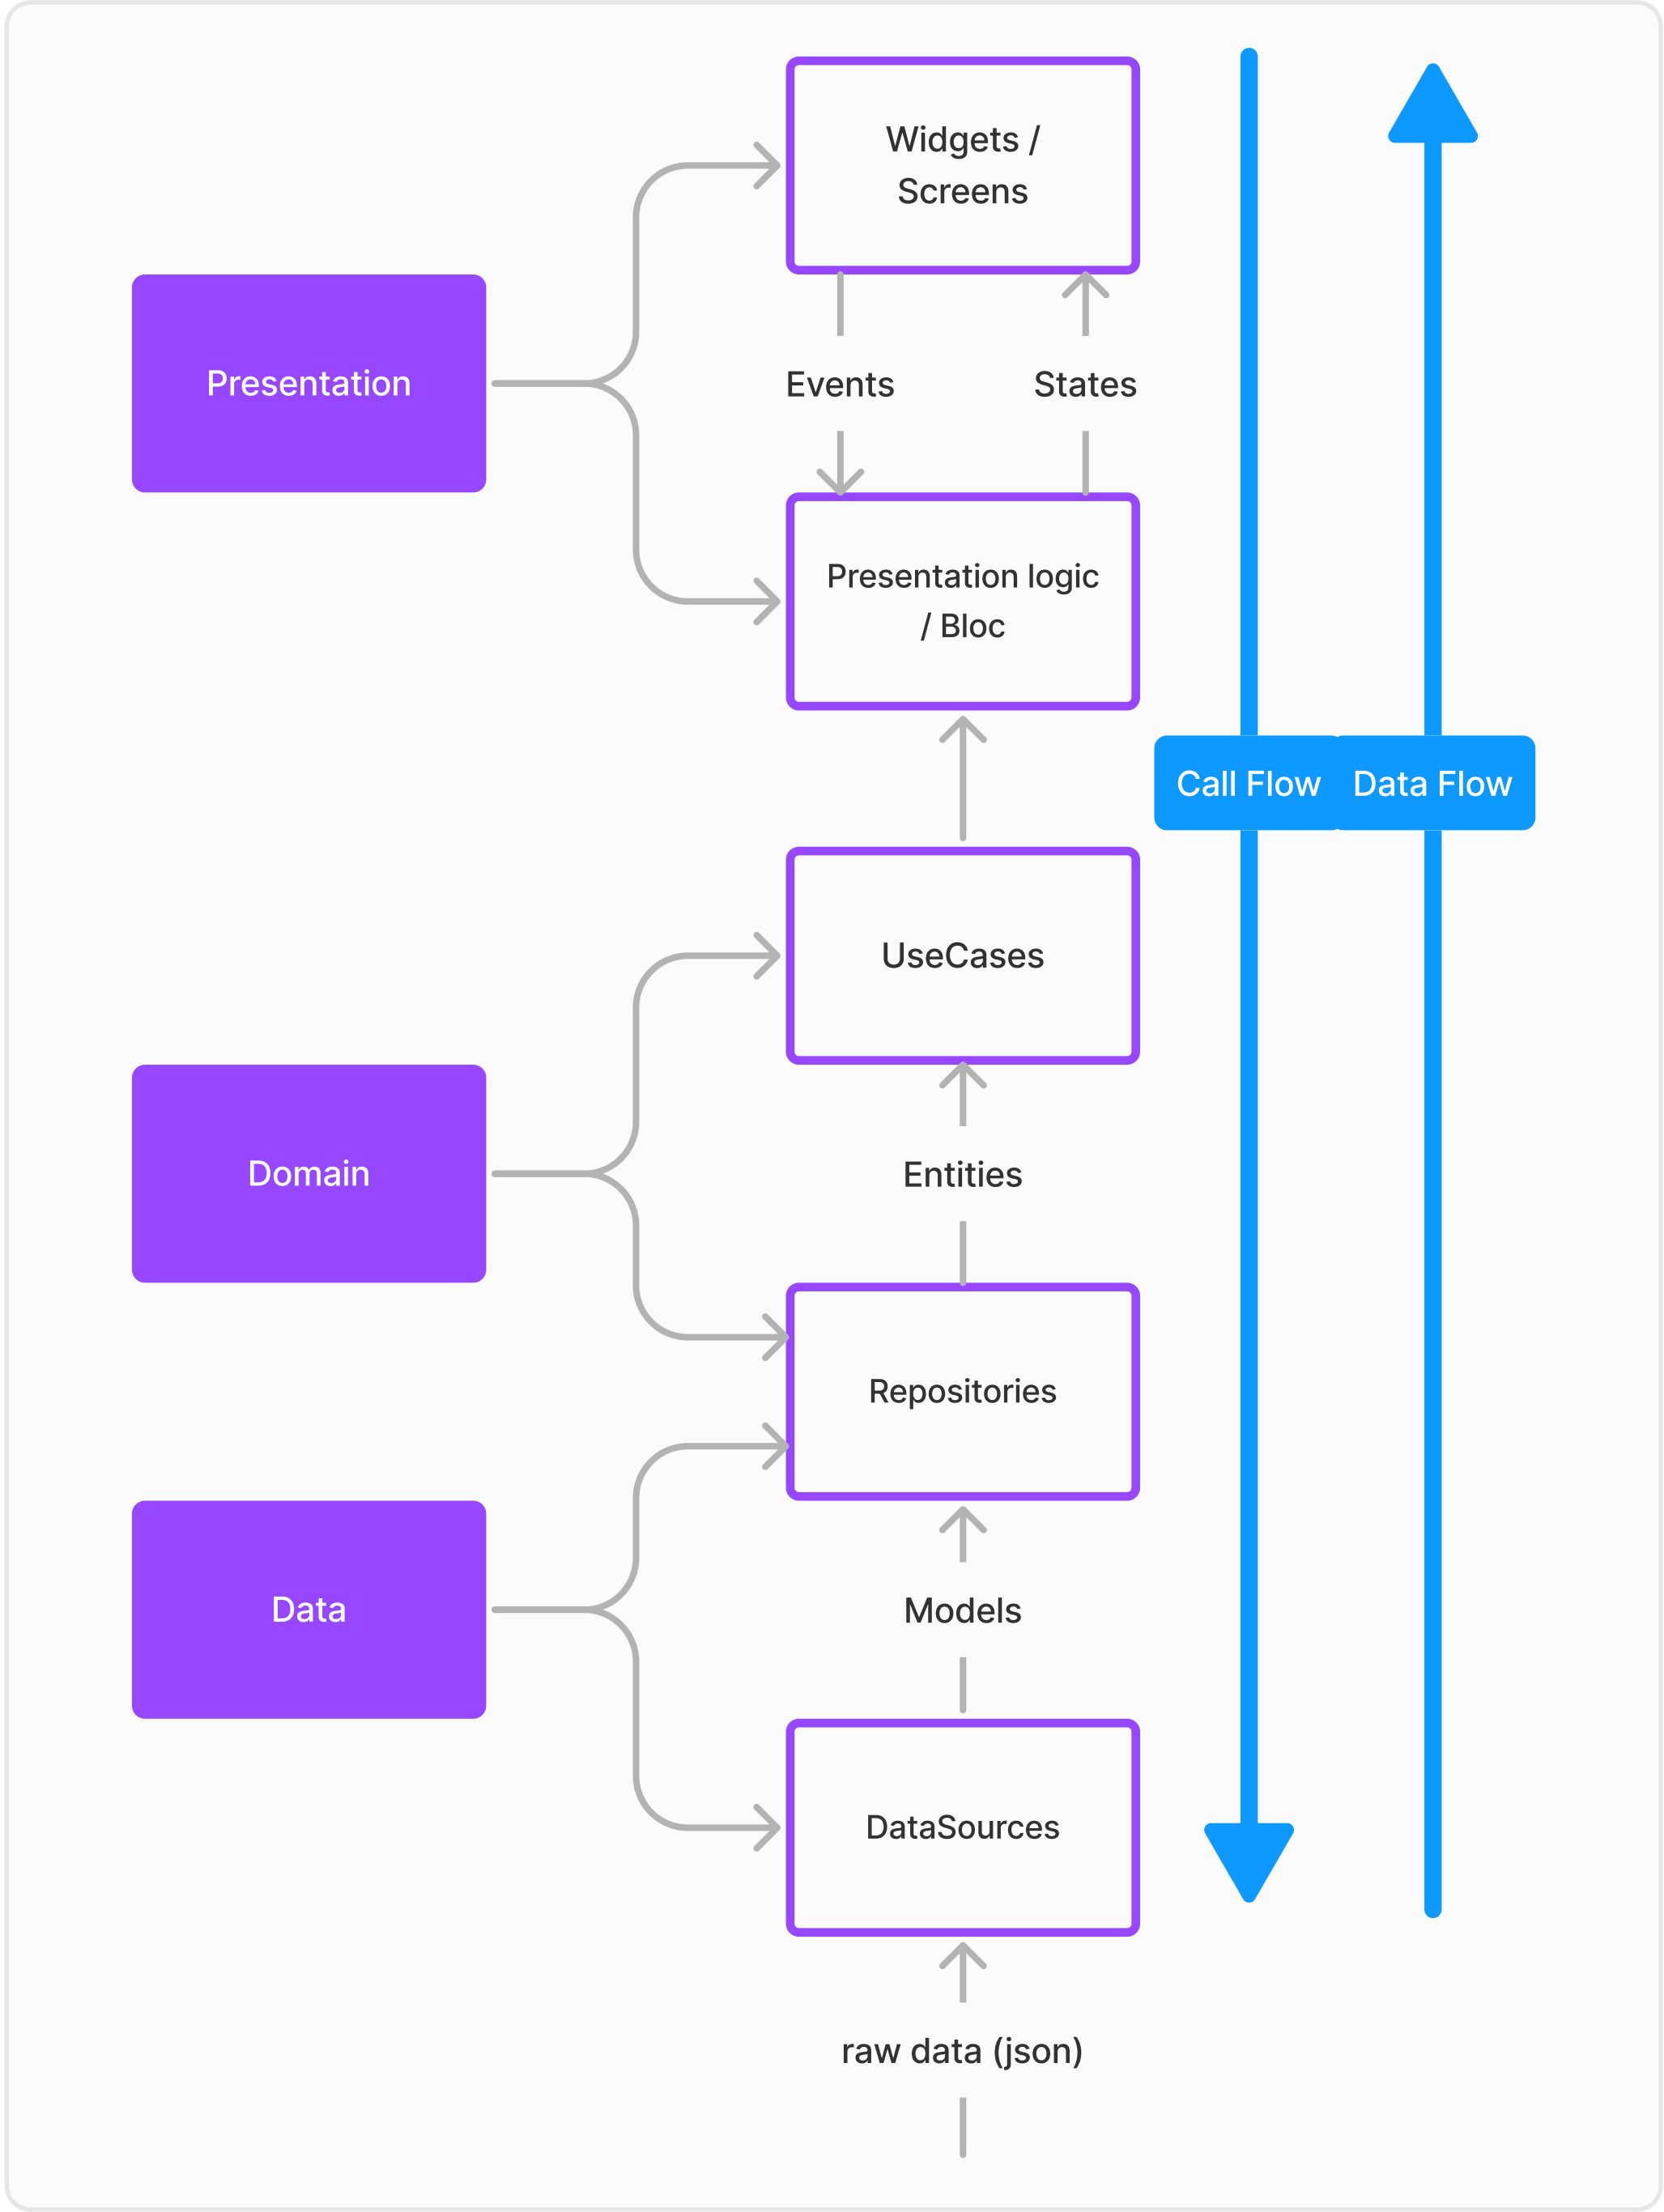 Widgets /
Screens
Presentation
Events
States
Presentation logic
/ Bloc
Call Flow
Data Flow
UseCases
Domain
Entities
Repositories
Data
Models
DataSources
raw data (json)